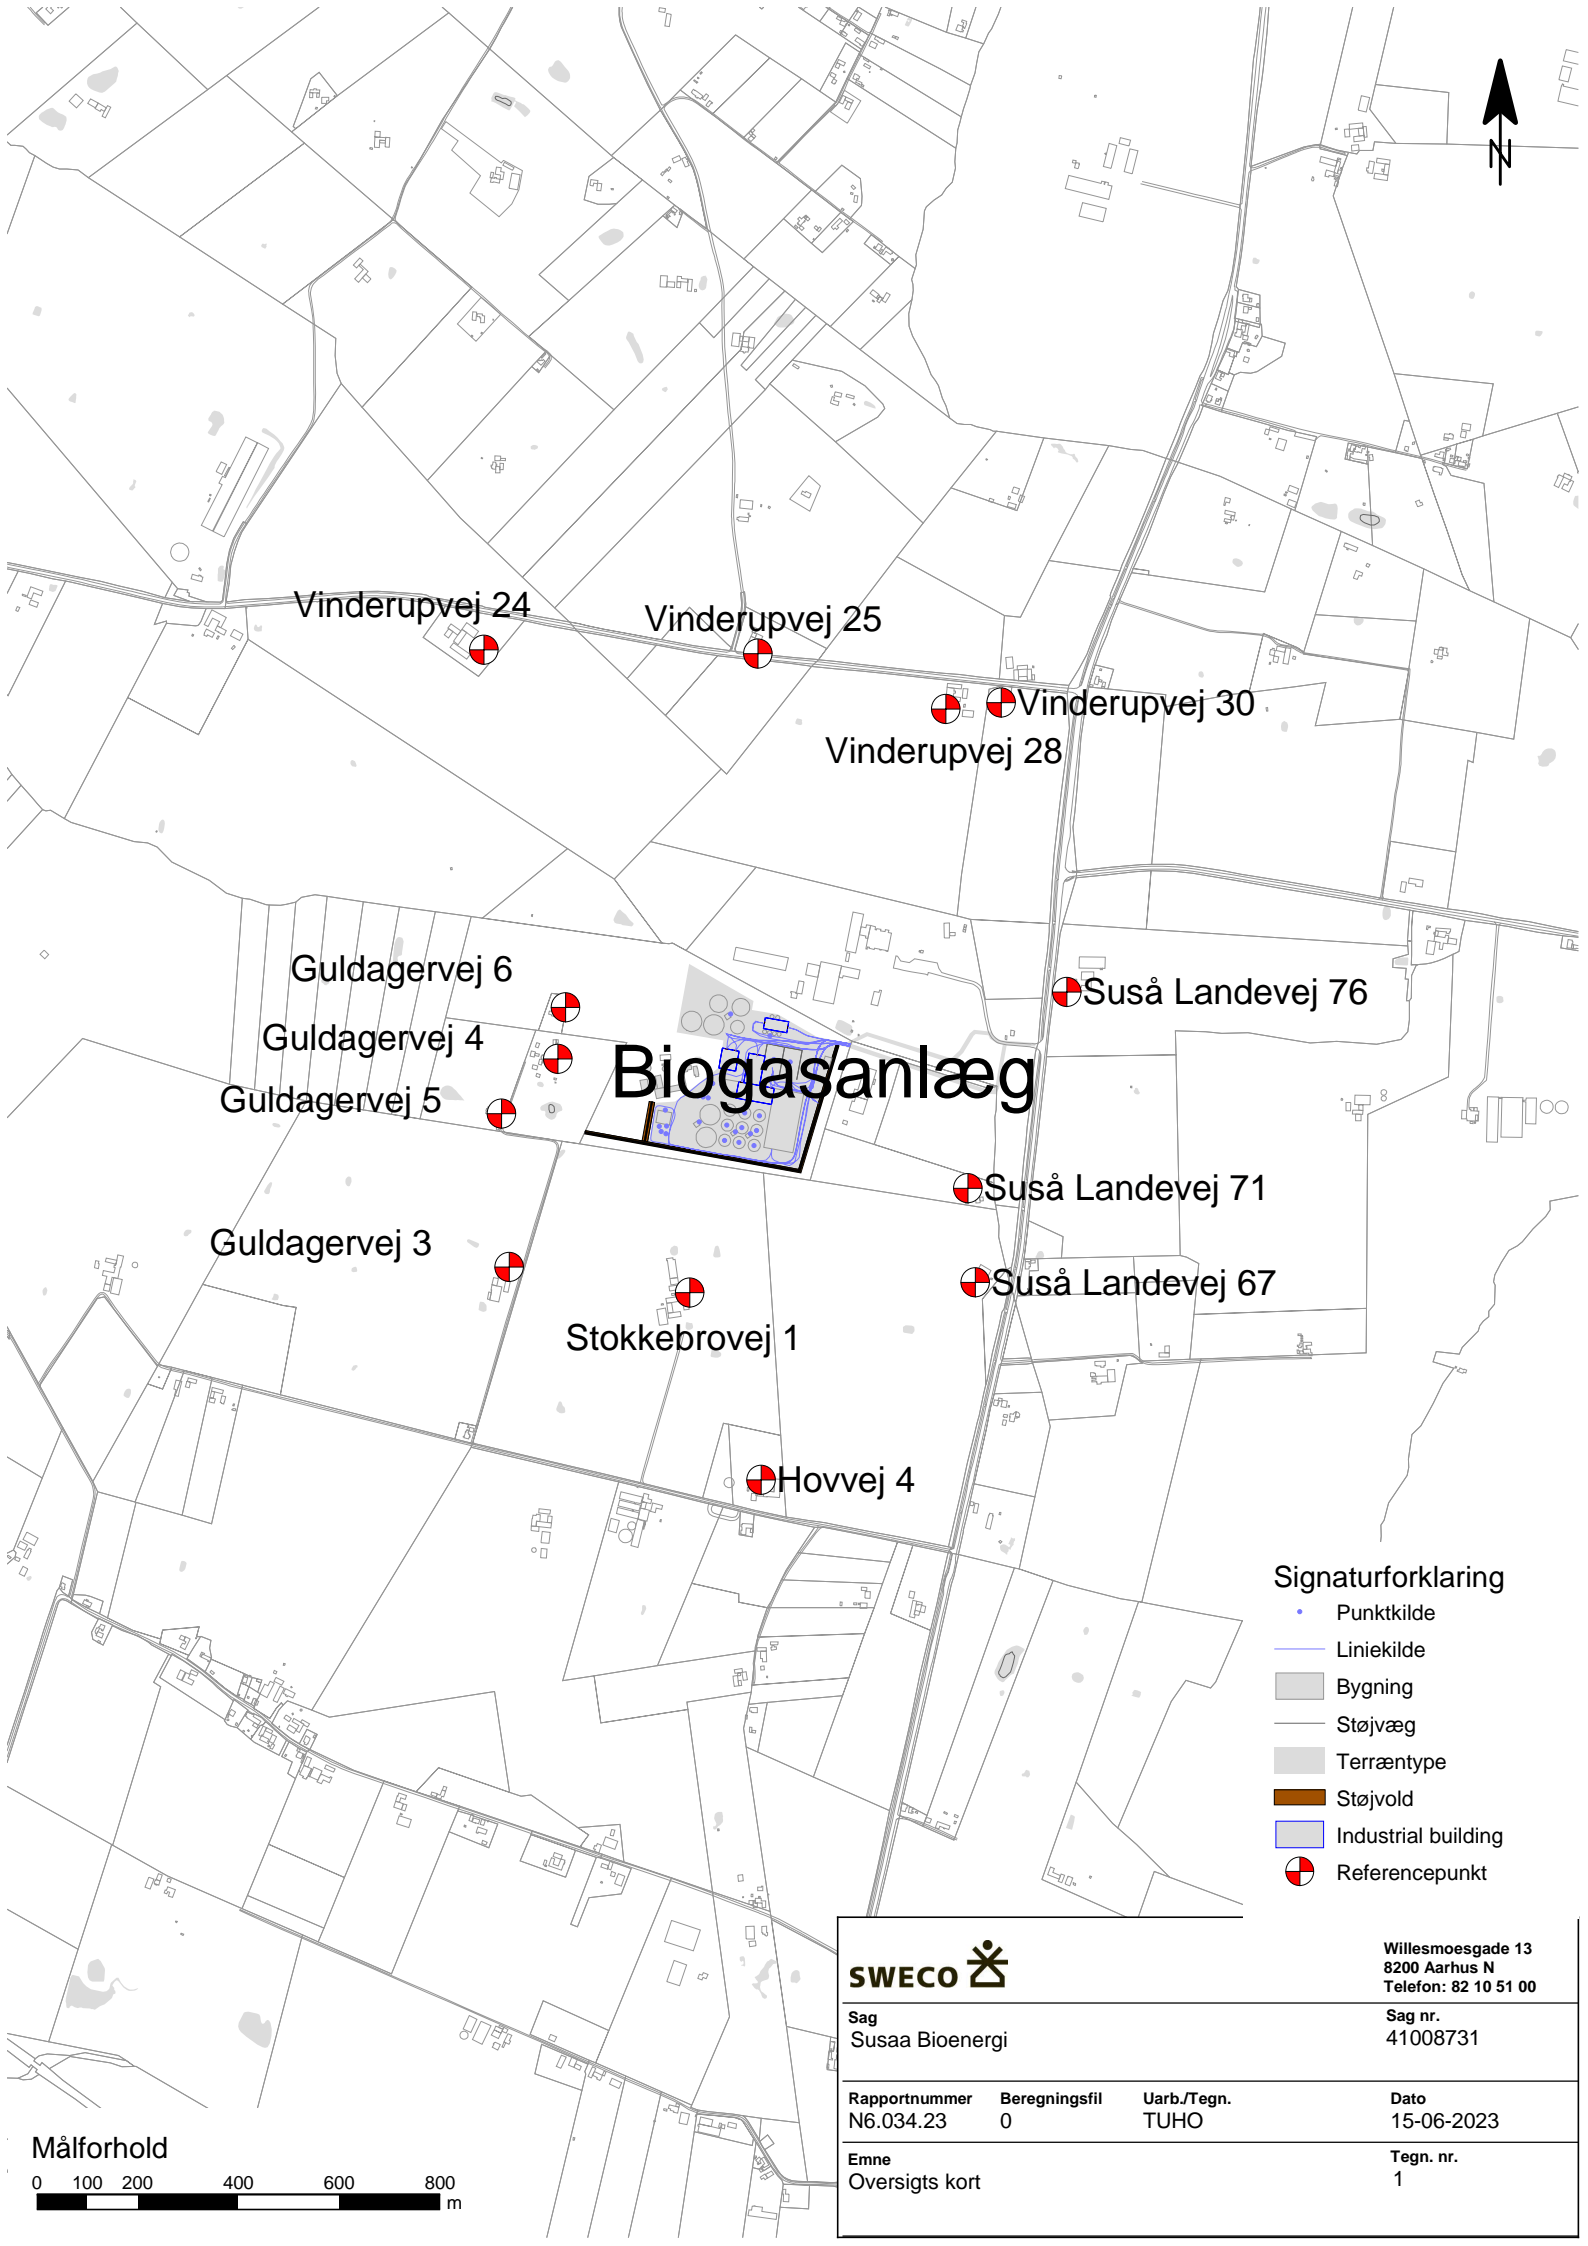 N
Vinderupvej 24
Vinderupvej 25
Vinderupvej 30
Vinderupvej 28
Guldagervej 6
Suså Landevej 76
Guldagervej 4
Biogasanlæg
Guldagervej 5
Suså Landevej 71
Guldagervej 3
Suså Landevej 67
Stokkebrovej 1
Hovvej 4
Signaturforklaring
Punktkilde
Liniekilde
Bygning
Støjvæg
Terræntype
Støjvold
Industrial building
Referencepunkt
SWECO
Willesmoesgade 13
8200 Aarhus N
Telefon: 82 10 51 00
Sag
Susaa Bioenergi
Sag nr.
41008731
Rapportnummer Beregningsfil Uarb./Tegn. Dato
N6.034.23 0 TUHO 15-06-2023
Emne
Oversigts kort
Tegn. nr.
1
Målforhold
0 100 200 400 600 800
m